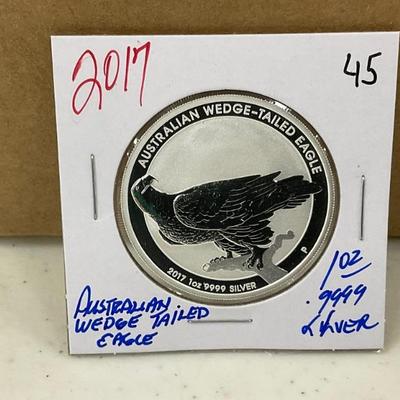 2017
45
AUSTRALIAN WEDGE-TAILED EAGLE
P
2017 1oz 9999 SILVER
AUSTRALIAN
WEDGE TAILED
EAGLE
1oz
.9999
SILVER